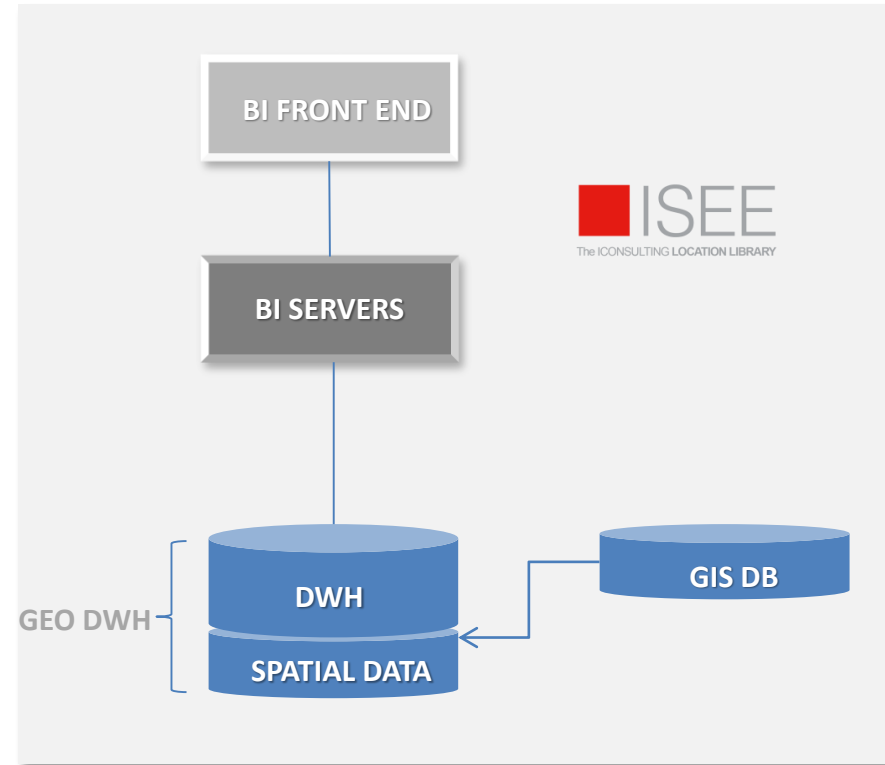 BI FRONT END
ISEE
The ICONSULTING LOCATION LIBRARY
BI SERVERS
DWH
GIS DB
GEO DWH
SPATIAL DATA